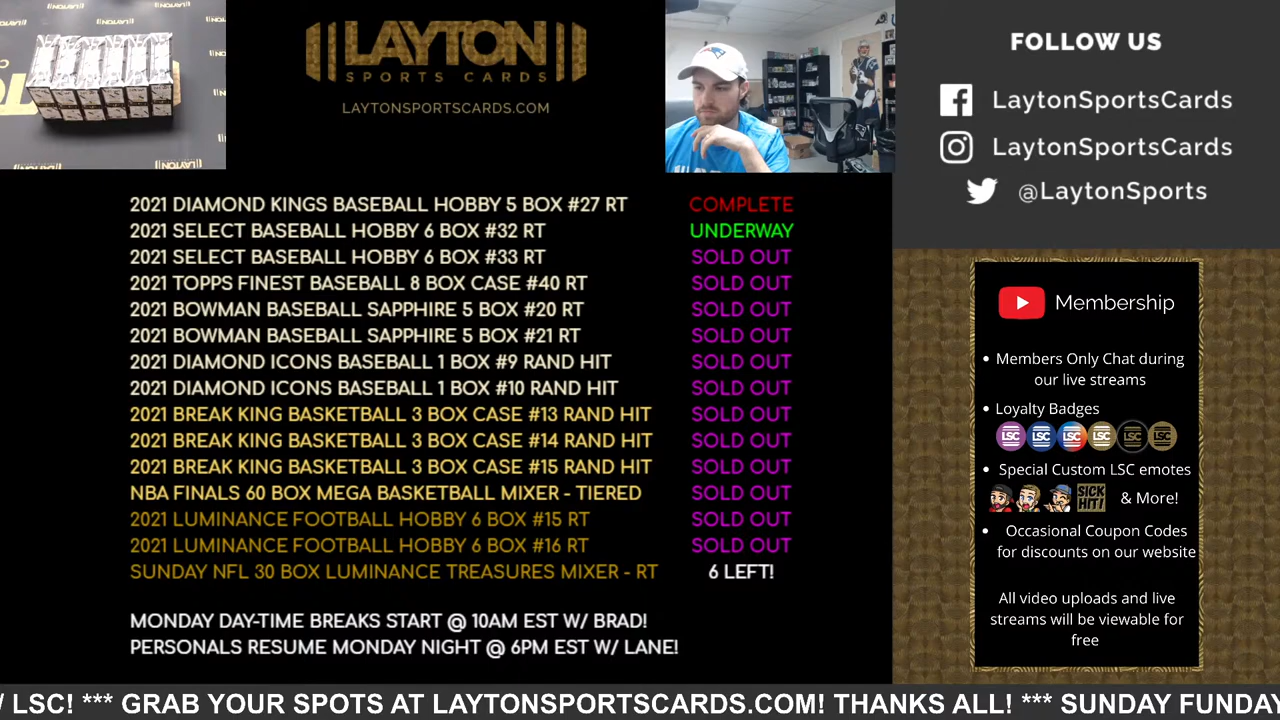 LAYTON
SPORTS CARDS
LAYTONSPORTSCARDS.COM
FOLLOW US
LaytonSportsCards
LaytonSportsCards
@LaytonSports
2021 DIAMOND KINGS BASEBALL HOBBY 5 BOX #27 RT COMPLETE
2021 SELECT BASEBALL HOBBY 6 BOX #32 RT UNDERWAY
2021 SELECT BASEBALL HOBBY 6 BOX #33 RT SOLD OUT
2021 TOPPS FINEST BASEBALL 8 BOX CASE #40 RT SOLD OUT
2021 BOWMAN BASEBALL SAPPHIRE 5 BOX #20 RT SOLD OUT
2021 BOWMAN BASEBALL SAPPHIRE 5 BOX #21 RT SOLD OUT
2021 DIAMOND ICONS BASEBALL 1 BOX #9 RAND HIT SOLD OUT
2021 DIAMOND ICONS BASEBALL 1 BOX #10 RAND HIT SOLD OUT
2021 BREAK KING BASKETBALL 3 BOX CASE #13 RAND HIT SOLD OUT
2021 BREAK KING BASKETBALL 3 BOX CASE #14 RAND HIT SOLD OUT
2021 BREAK KING BASKETBALL 3 BOX CASE #15 RAND HIT SOLD OUT
NBA FINALS 60 BOX MEGA BASKETBALL MIXER - TIERED SOLD OUT
2021 LUMINANCE FOOTBALL HOBBY 6 BOX #15 RT SOLD OUT
2021 LUMINANCE FOOTBALL HOBBY 6 BOX #16 RT SOLD OUT
SUNDAY NFL 30 BOX LUMINANCE TREASURES MIXER - RT 6 LEFT!
MONDAY DAY-TIME BREAKS START @ 10AM EST W/ BRAD!
PERSONALS RESUME MONDAY NIGHT @ 6PM EST W/ LANE!
Membership
• Members Only Chat during
our live streams
• Loyalty Badges
LSC LSC LSC LSC LSC LSC
• Special Custom LSC emotes
SICK HIT! & More!
• Occasional Coupon Codes
for discounts on our website
All video uploads and live
streams will be viewable for
free
/ LSC! *** GRAB YOUR SPOTS AT LAYTONSPORTSCARDS.COM! THANKS ALL! *** SUNDAY FUNDAY